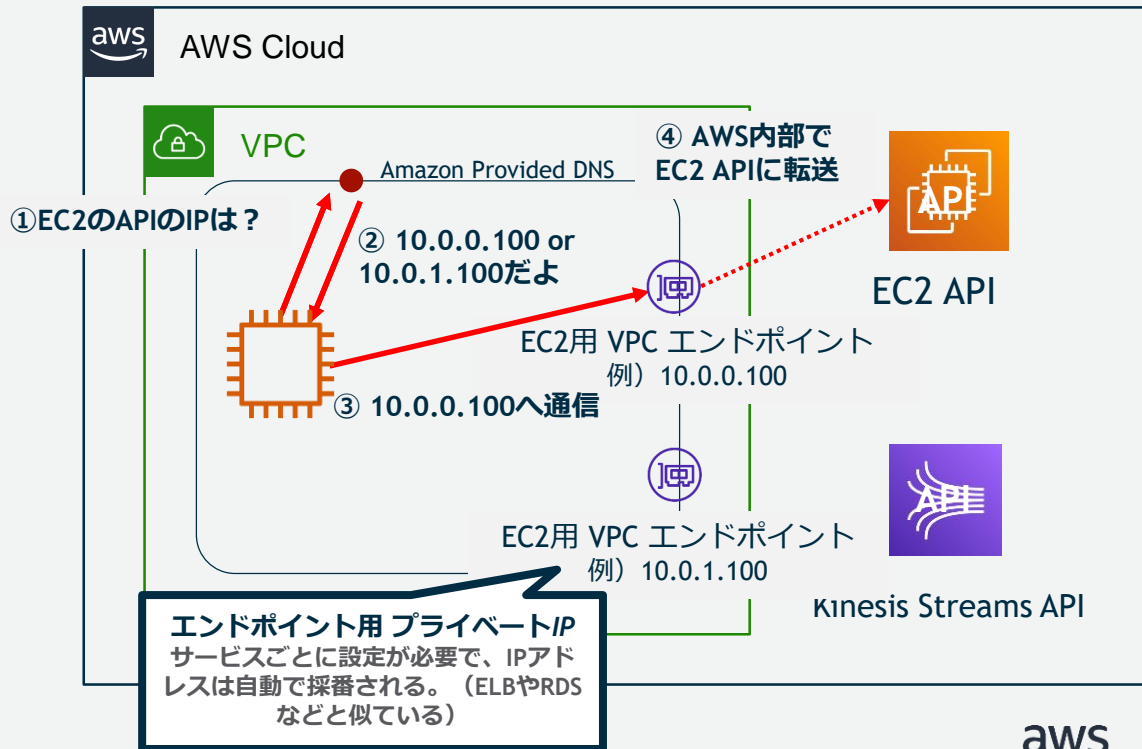 aws
AWS Cloud
VPC
Amazon Provided DNS
④ AWS内部で
EC2 APIに転送
①EC2のAPIのIPは？
② 10.0.0.100 or
10.0.1.100だよ
API
EC2 API
EC2用 VPC エンドポイント
例）10.0.0.100
③ 10.0.0.100へ通信
API
EC2用 VPC エンドポイント
例）10.0.1.100
Kinesis Streams API
エンドポイント用 プライベートIP
サービスごとに設定が必要で、IPアド
レスは自動で採番される。（ELBやRDS
などと似ている）
aws